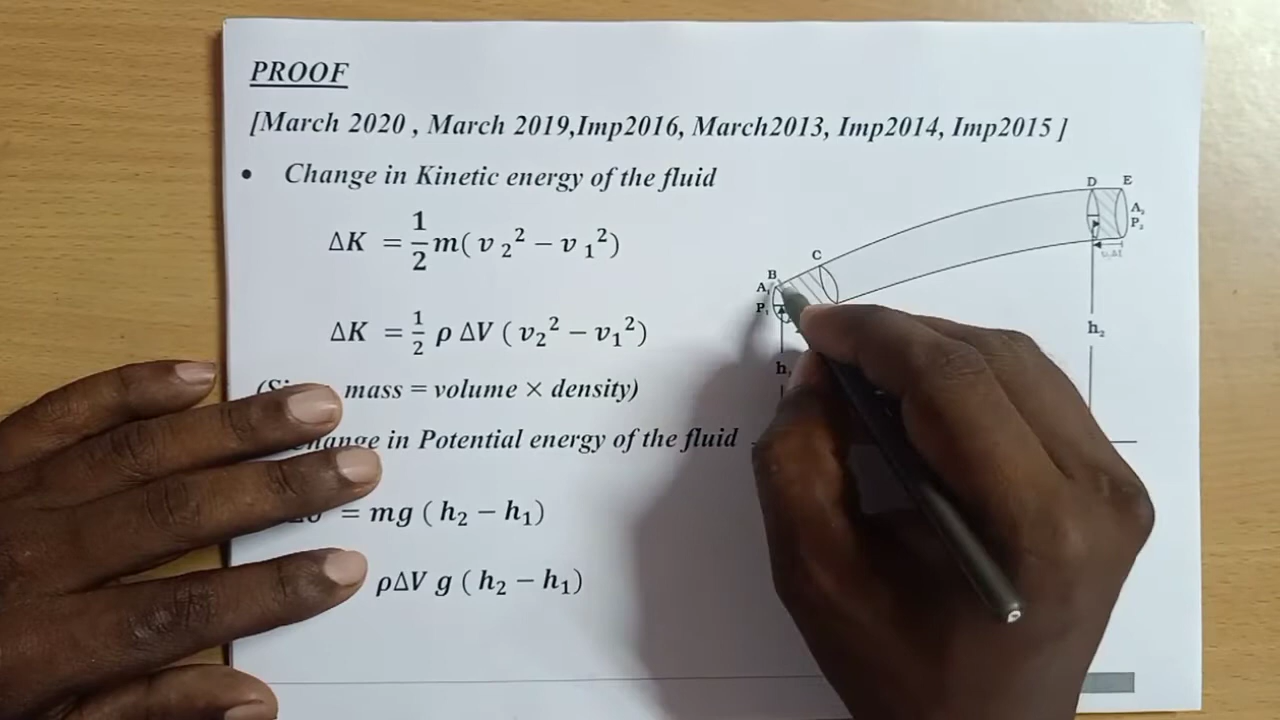 PROOF
[March 2020 , March 2019,Imp2016, March2013, Imp2014, Imp2015 ]
• Change in Kinetic energy of the fluid
ΔK = 1/2 m( v₂² − v₁²)
ΔK = 1/2 ρ ΔV ( v₂² − v₁²)
mass = volume × density)
in Potential energy of the fluid
= mg ( h₂ − h₁)
ρΔV g ( h₂ − h₁)
D E
A₂
P₂
C
B
A₁
P₁
h₂
h₁